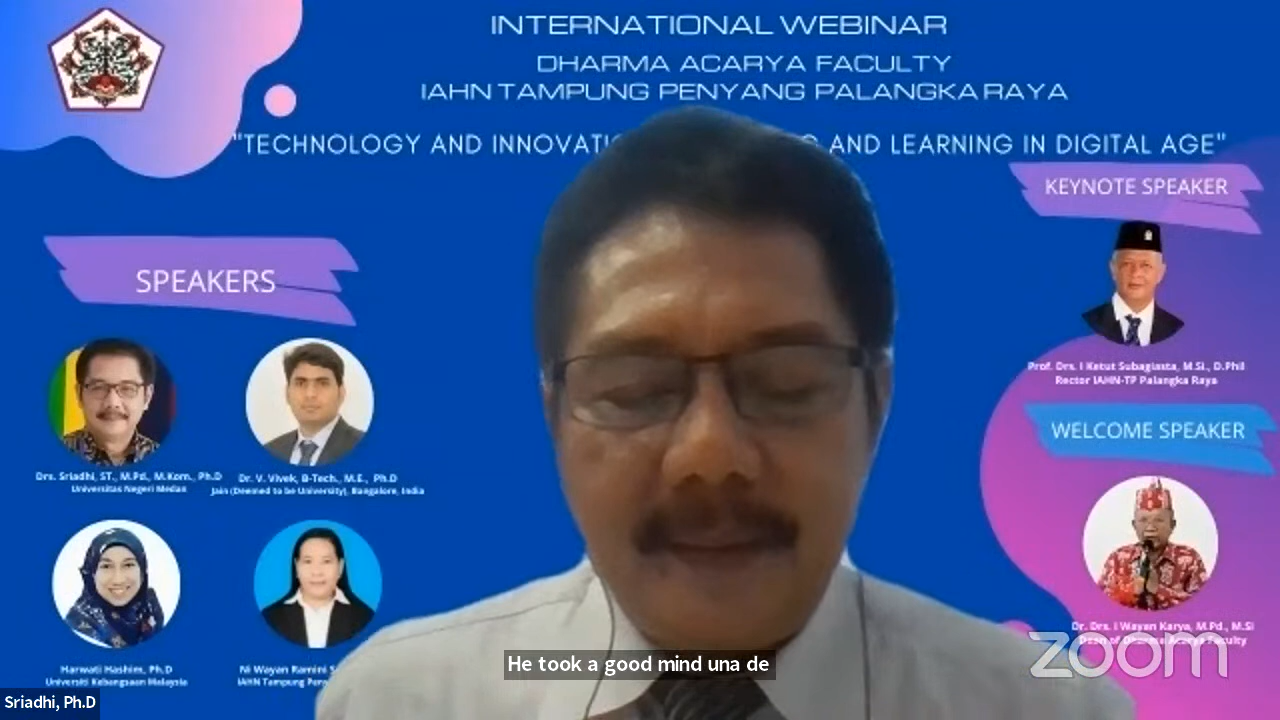 INTERNATIONAL WEBINAR
DHARMA ACARYA FACULTY
IAHN TAMPUNG PENYANG PALANGKA RAYA
"TECHNOLOGY AND INNOVATI
AND LEARNING IN DIGITAL AGE"
KEYNOTE SPEAKER
Prof. Drs. I Ketut Subagiasta, M.Si., D.Phil
Rector IAHN-TP Palangka Raya
WELCOME SPEAKER
Dr. Drs. I Wayan Karya, M.Pd., M.Si
Dean of Dharma Acarya Faculty
SPEAKERS
Drs. Sriadhi, ST., M.Pd., M.Kom., Ph.D
Universitas Negeri Medan
Dr. V. Vivek, B-Tech., M.E., Ph.D
Jain (Deemed to be University), Bangalore, India
Harwati Hashim, Ph.D
Universiti Kebangsaan Malaysia
Ni Wayan Ramini S
IAHN Tampung Pen
He took a good mind una de
Sriadhi, Ph.D
zoom